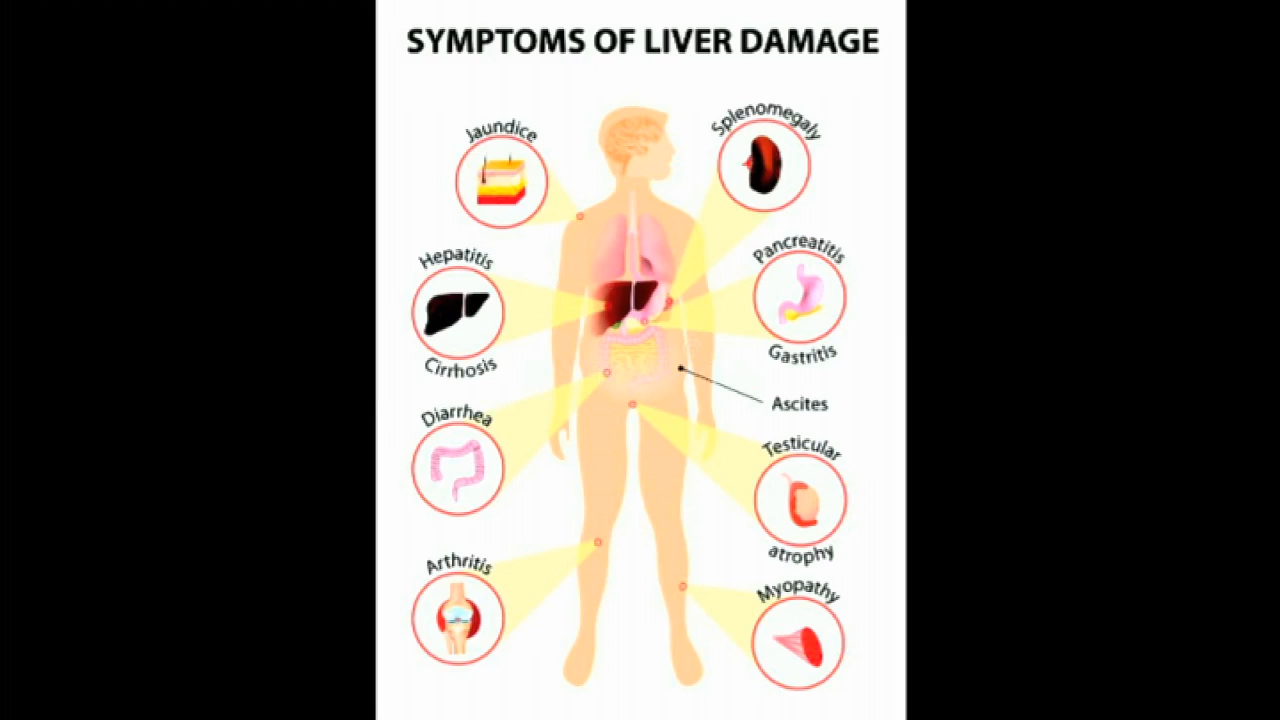 SYMPTOMS OF LIVER DAMAGE
Jaundice
Splenomegaly
Hepatitis
Cirrhosis
Pancreatitis
Gastritis
Ascites
Diarrhea
Testicular
atrophy
Arthritis
Myopathy